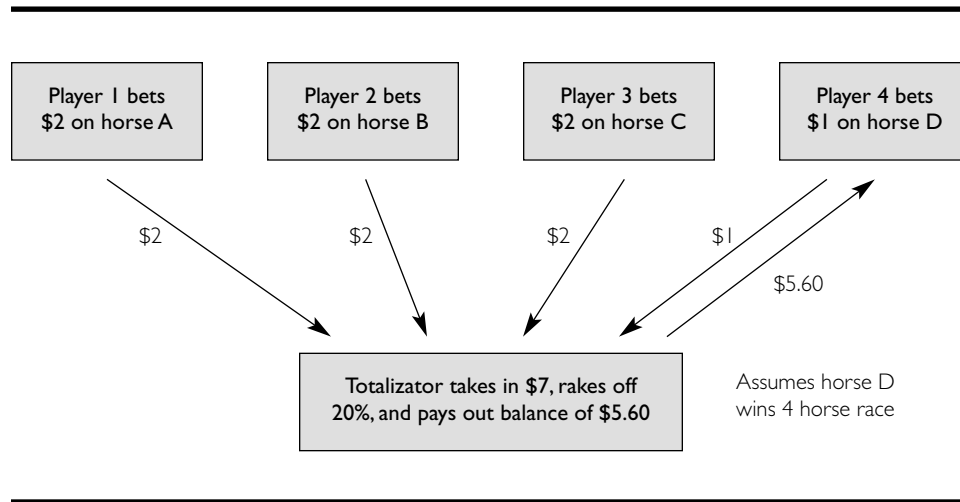 Player 1 bets
$2 on horse A
Player 2 bets
$2 on horse B
Player 3 bets
$2 on horse C
Player 4 bets
$1 on horse D
$2
$2
$2
$1
$5.60
Totalizator takes in $7, rakes off
20%, and pays out balance of $5.60
Assumes horse D
wins 4 horse race